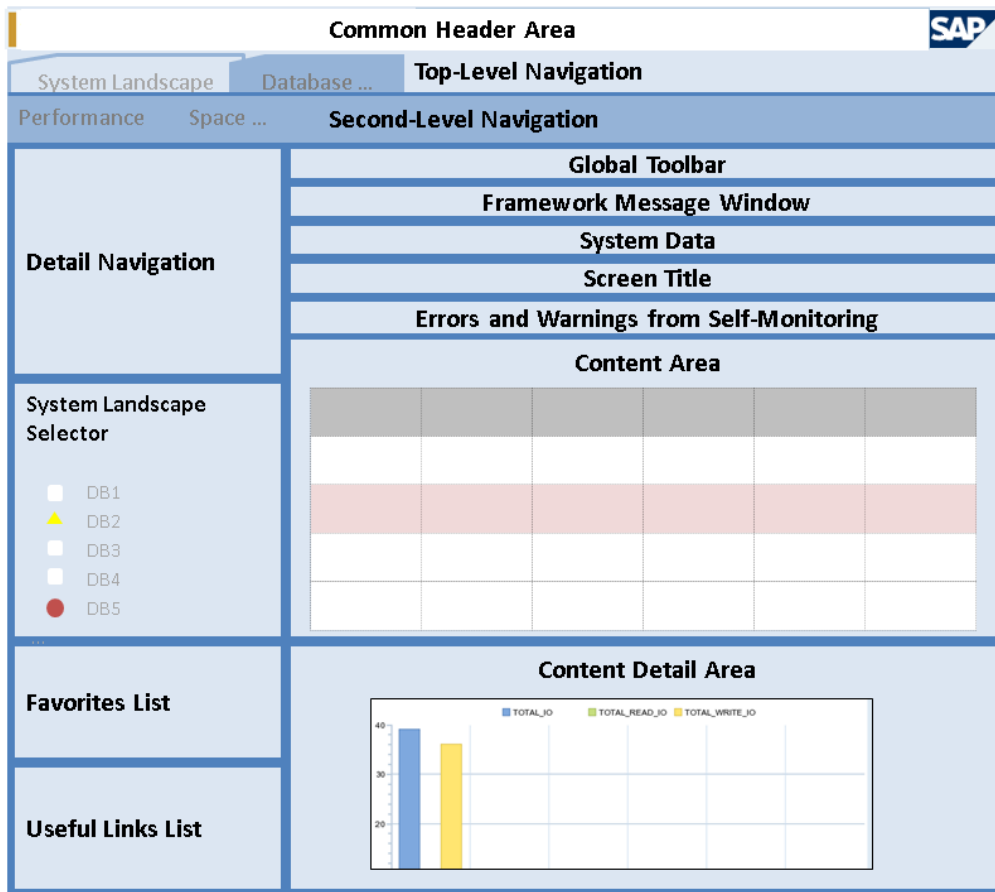 Common Header Area
SAP
System Landscape
Database ...
Top-Level Navigation
Performance
Space ...
Second-Level Navigation
Global Toolbar
Framework Message Window
System Data
Screen Title
Errors and Warnings from Self-Monitoring
Detail Navigation
System Landscape
Selector
DB1
DB2
DB3
DB4
DB5
...
Favorites List
Useful Links List
Content Area
Content Detail Area
TOTAL_IO
TOTAL_READ_IO
TOTAL_WRITE_IO
40
30
20